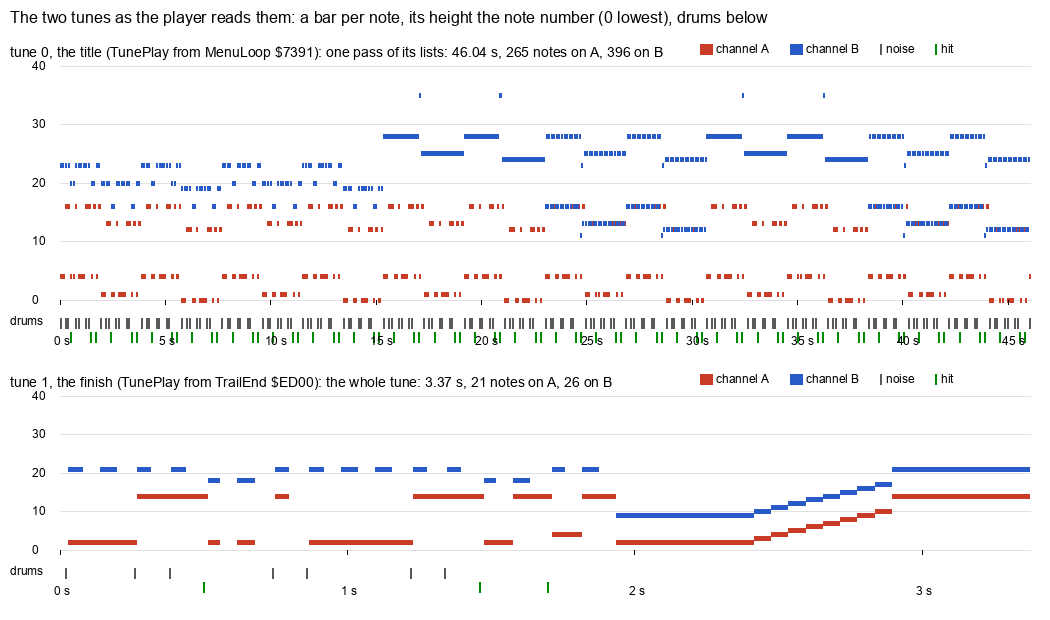 The two tunes as the player reads them: a bar per note, its height the note number (0 lowest), drums below
tune 0, the title (TunePlay from MenuLoop $7391): one pass of its lists: 46.04 s, 265 notes on A, 396 on B
channel A channel B noise hit
40
30
20
10
0
drums
0 s 5 s 10 s 15 s 20 s 25 s 30 s 35 s 40 s 45 s
tune 1, the finish (TunePlay from TrailEnd $ED00): the whole tune: 3.37 s, 21 notes on A, 26 on B
channel A channel B noise hit
40
30
20
10
0
drums
0 s 1 s 2 s 3 s